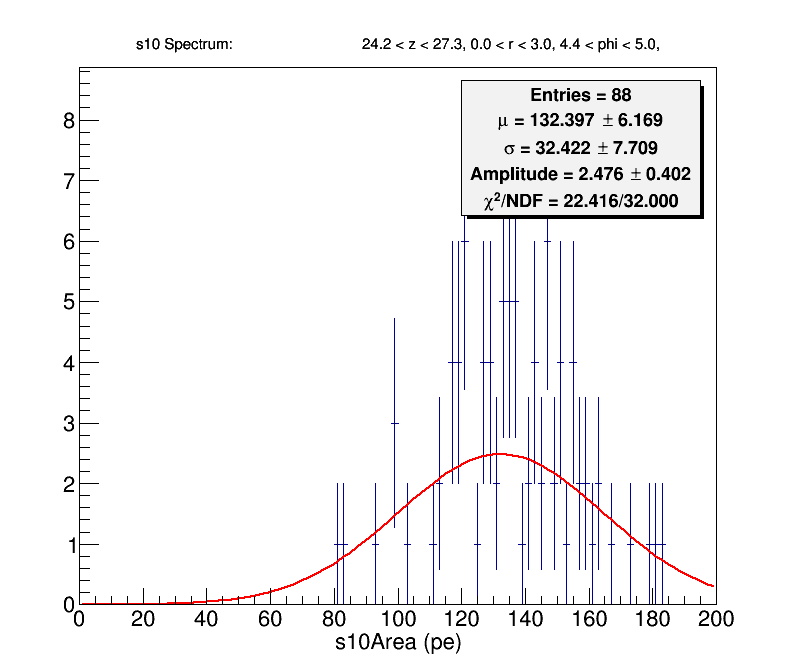 s10 Spectrum: 24.2 < z < 27.3, 0.0 < r < 3.0, 4.4 < phi < 5.0,
Entries = 88
μ = 132.397 ± 6.169
σ = 32.422 ± 7.709
Amplitude = 2.476 ± 0.402
χ²/NDF = 22.416/32.000
8
7
6
5
4
3
2
1
0
0 20 40 60 80 100 120 140 160 180 200
s10Area (pe)